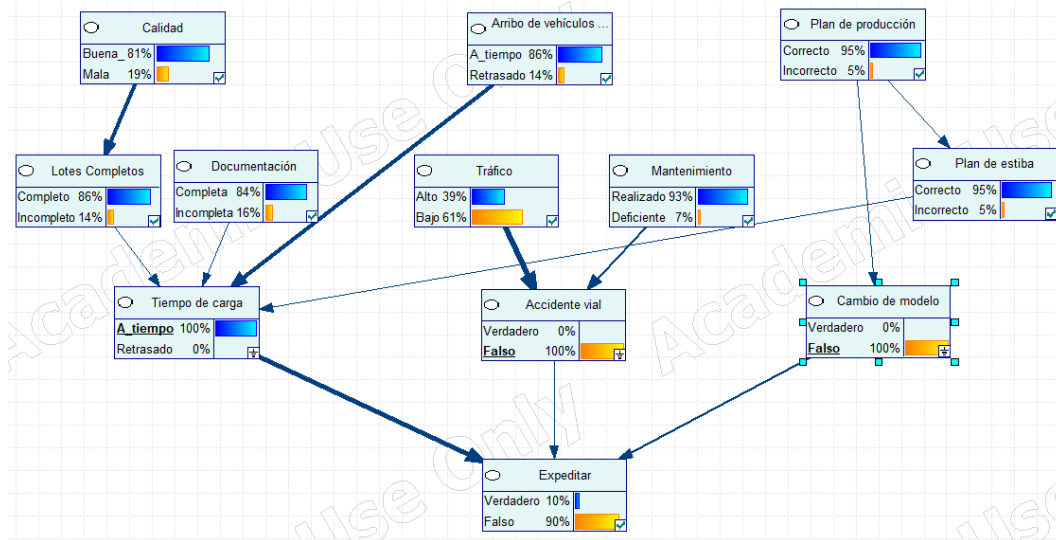 Calidad
Buena_ 81%
Mala 19%
Arribo de vehículos ...
A_tiempo 86%
Retrasado 14%
Plan de producción
Correcto 95%
Incorrecto 5%
Lotes Completos
Completo 86%
Incompleto 14%
Documentación
Completa 84%
Incompleta 16%
Tráfico
Alto 39%
Bajo 61%
Mantenimiento
Realizado 93%
Deficiente 7%
Plan de estiba
Correcto 95%
Incorrecto 5%
Tiempo de carga
A_tiempo 100%
Retrasado 0%
Accidente vial
Verdadero 0%
Falso 100%
Cambio de modelo
Verdadero 0%
Falso 100%
Expeditar
Verdadero 10%
Falso 90%
Academic Use Only